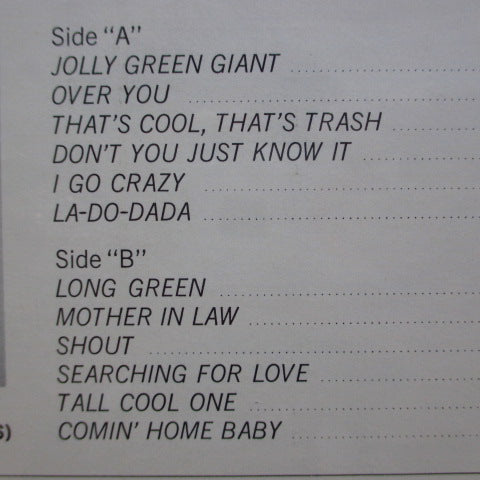 Side "A"
JOLLY GREEN GIANT
OVER YOU
THAT'S COOL, THAT'S TRASH
DON'T YOU JUST KNOW IT
I GO CRAZY
LA-DO-DADA
Side "B"
LONG GREEN
MOTHER IN LAW
SHOUT
SEARCHING FOR LOVE
TALL COOL ONE
COMIN' HOME BABY